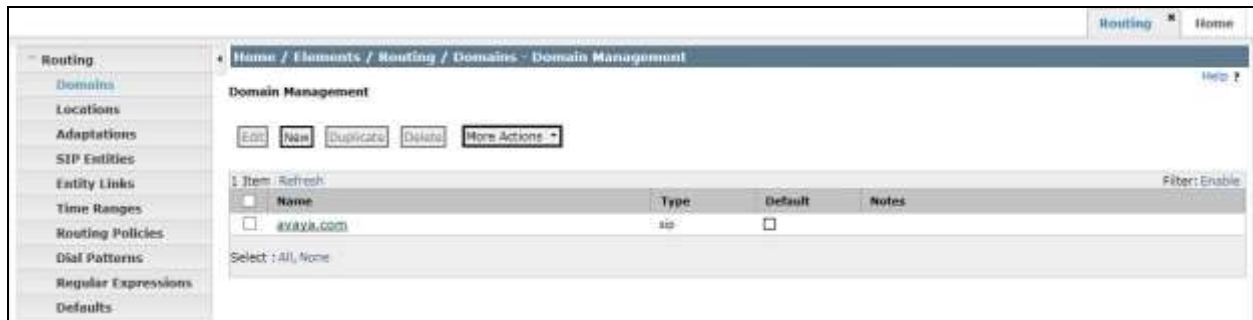 Routing × Home
Routing
Domains
Locations
Adaptations
SIP Entities
Entity Links
Time Ranges
Routing Policies
Dial Patterns
Regular Expressions
Defaults
Home / Elements / Routing / Domains - Domain Management
Help ?
Domain Management
Edit New Duplicate Delete More Actions
1 Item Refresh Filter: Enable
Name Type Default Notes
avaya.com sip
Select : All, None